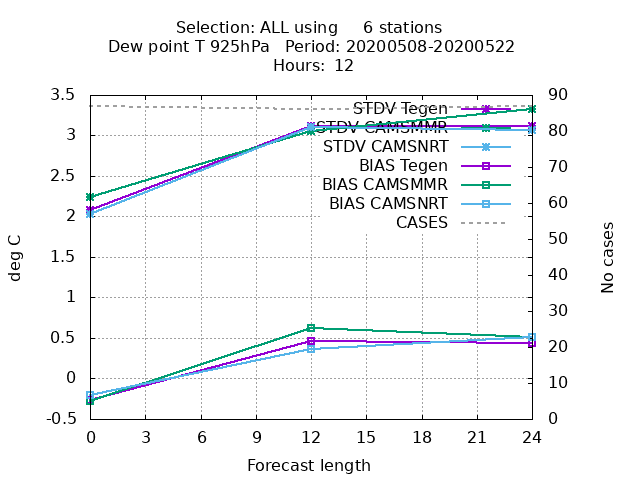 Selection: ALL using 6 stations
Dew point T 925hPa Period: 20200508-20200522
Hours: 12
3.5
3
2.5
2
1.5
1
0.5
0
-0.5
deg C
90
80
70
60
50
40
30
20
10
0
No cases
STDV Tegen
STDV CAMSMMR
STDV CAMSNRT
BIAS Tegen
BIAS CAMSMMR
BIAS CAMSNRT
CASES
0 3 6 9 12 15 18 21 24
Forecast length